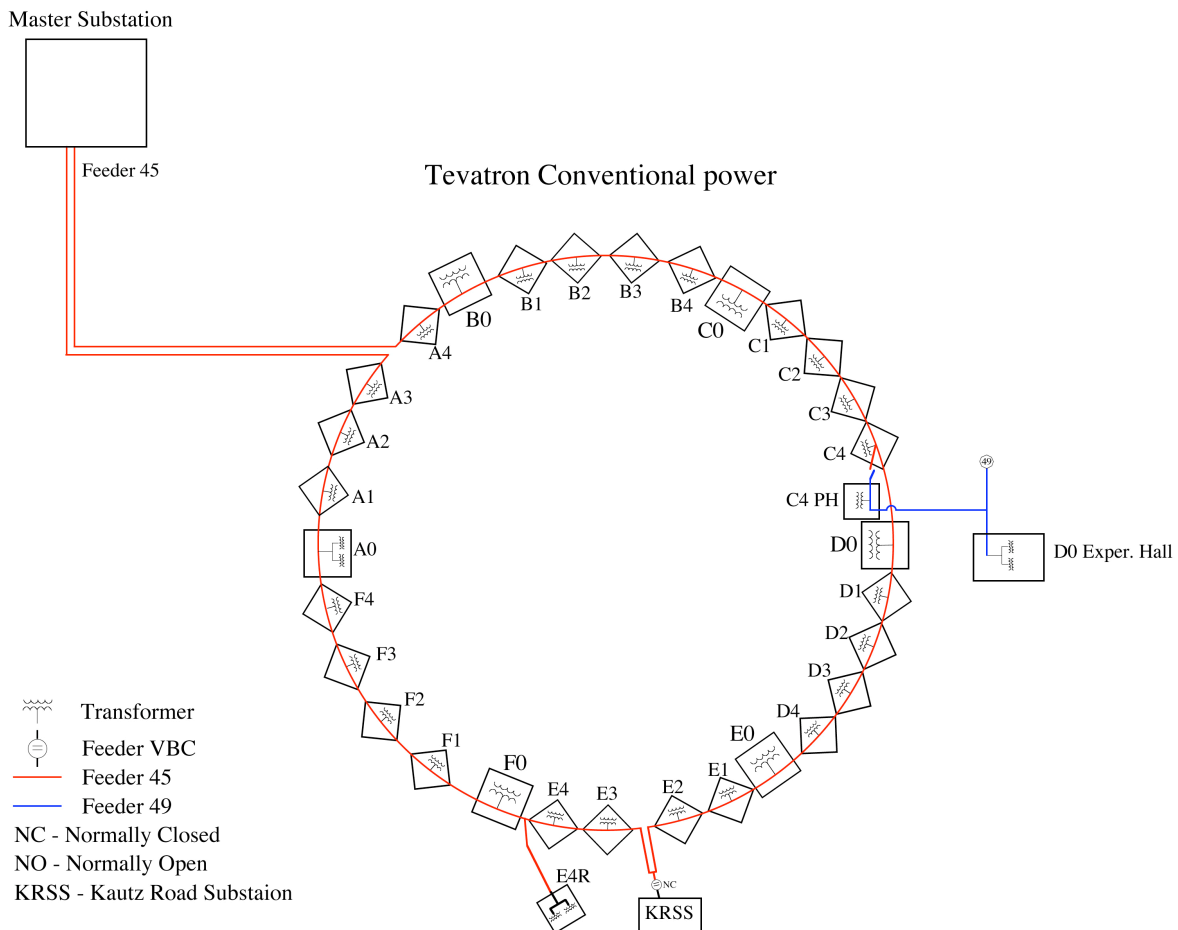 Master Substation
Feeder 45
Tevatron Conventional power
B0
B1
B2
B3
B4
C0
A4
C1
A3
C2
A2
C3
C4
A1
49
C4 PH
A0
D0
D0 Exper. Hall
F4
D1
F3
D2
F2
D3
F1
D4
F0
E0
E4
E3
E2
E1
E4R
NC
KRSS
Transformer
Feeder VBC
Feeder 45
Feeder 49
NC - Normally Closed
NO - Normally Open
KRSS - Kautz Road Substaion